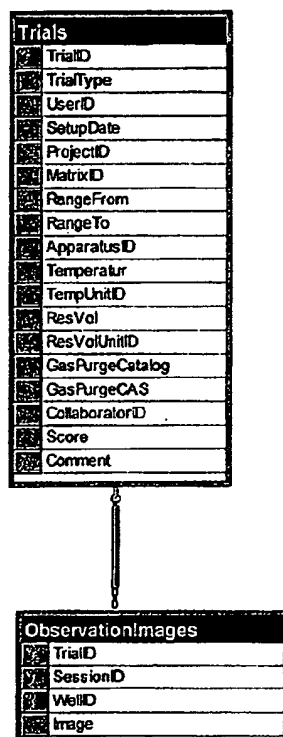 Trials
TrialID
TrialType
UserID
SetupDate
ProjectID
MatrixID
RangeFrom
RangeTo
ApparatusID
Temperatur
TempUnitID
ResVol
ResVolUnitID
GasPurgeCatalog
GasPurgeCAS
CollaboratorID
Score
Comment
ObservationImages
TrialID
SessionID
WellID
Image